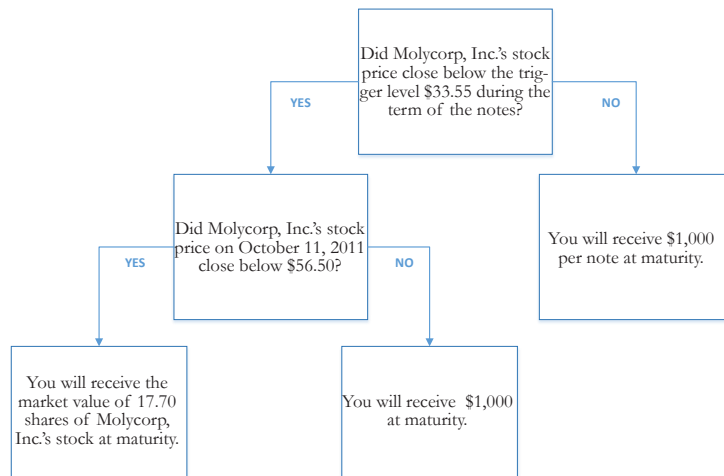 Did Molycorp, Inc.'s stock
price close below the trig-
ger level $33.55 during the
term of the notes?
YES
NO
Did Molycorp, Inc.'s stock
price on October 11, 2011
close below $56.50?
You will receive $1,000
per note at maturity.
YES
NO
You will receive the
market value of 17.70
shares of Molycorp,
Inc.'s stock at maturity.
You will receive $1,000
at maturity.